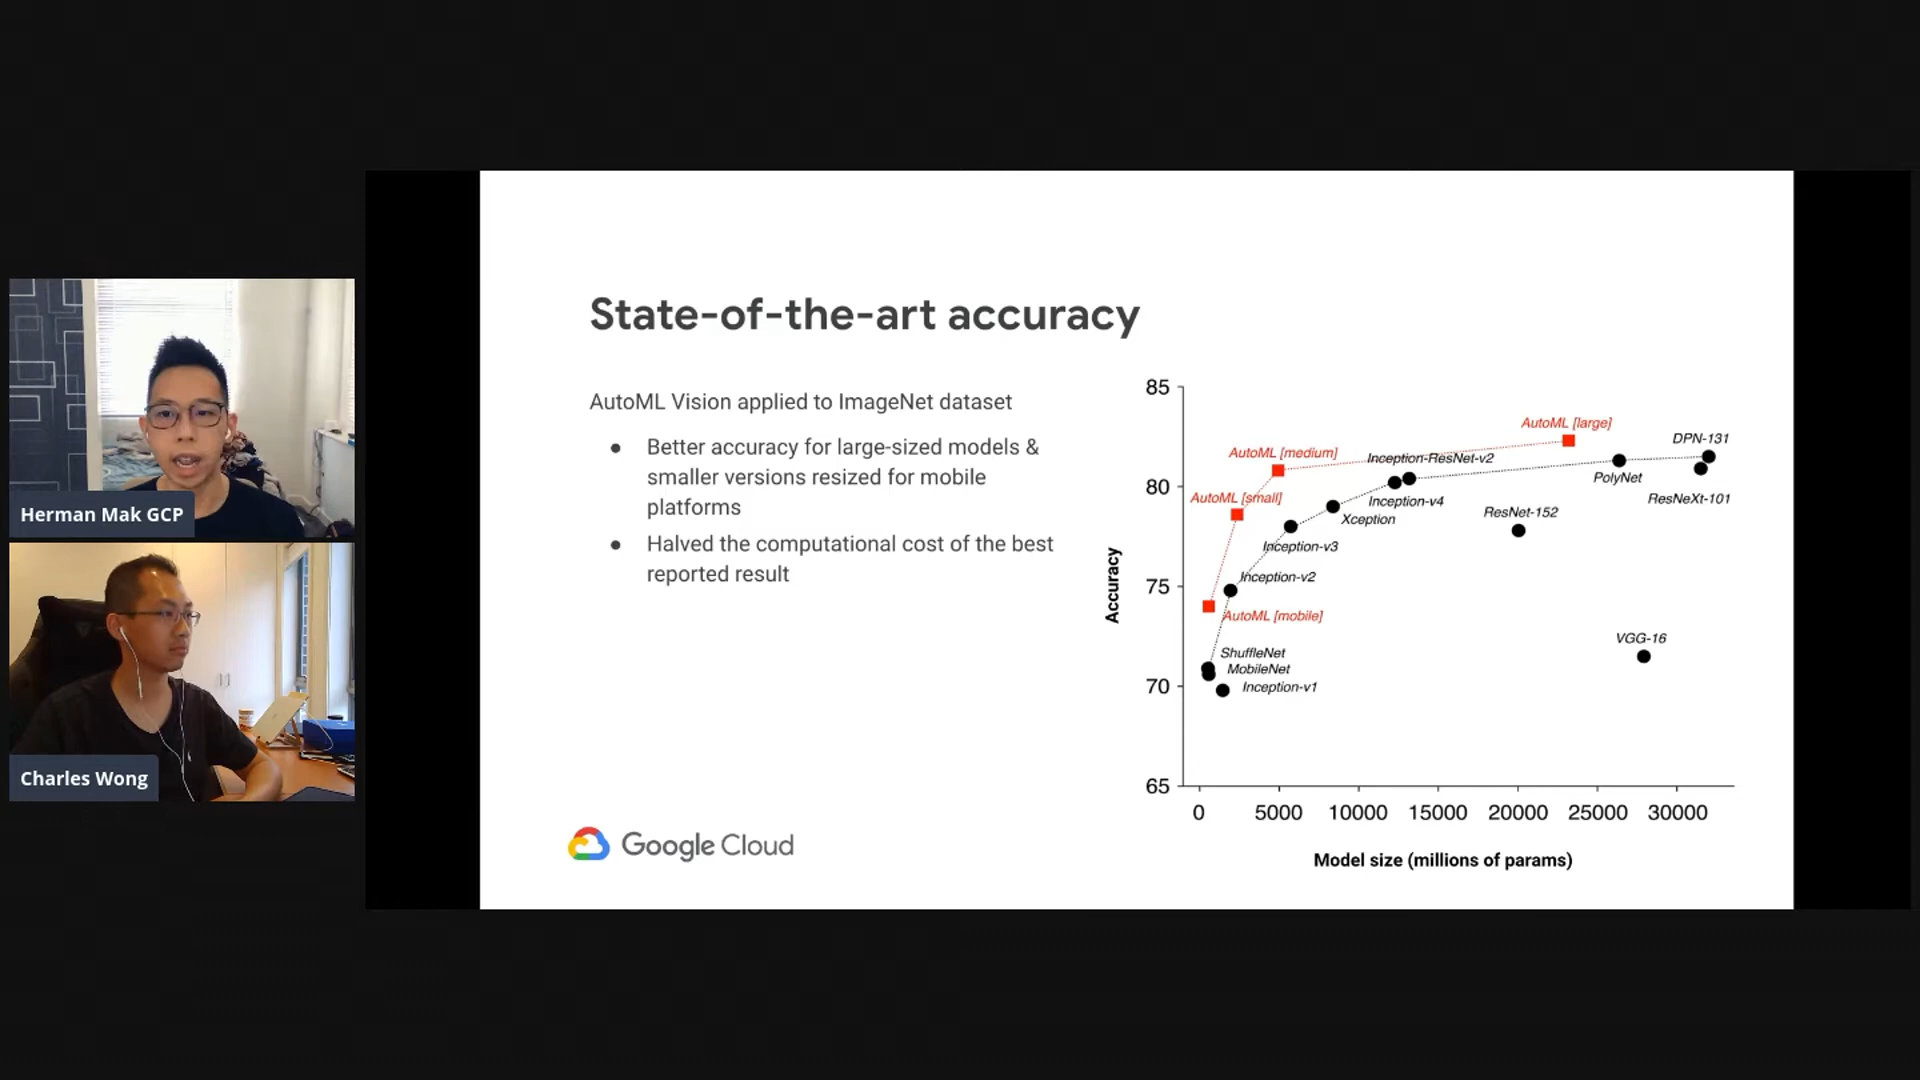 Herman Mak GCP
Charles Wong
State-of-the-art accuracy
AutoML Vision applied to ImageNet dataset
● Better accuracy for large-sized models &
smaller versions resized for mobile
platforms
● Halved the computational cost of the best
reported result
Google Cloud
Accuracy
85
80
75
70
65
AutoML [large]
DPN-131
AutoML [medium]
Inception-ResNet-v2
PolyNet
AutoML [small]
Inception-v4
ResNeXt-101
ResNet-152
Xception
Inception-v3
Inception-v2
AutoML [mobile]
VGG-16
ShuffleNet
MobileNet
Inception-v1
0 5000 10000 15000 20000 25000 30000
Model size (millions of params)